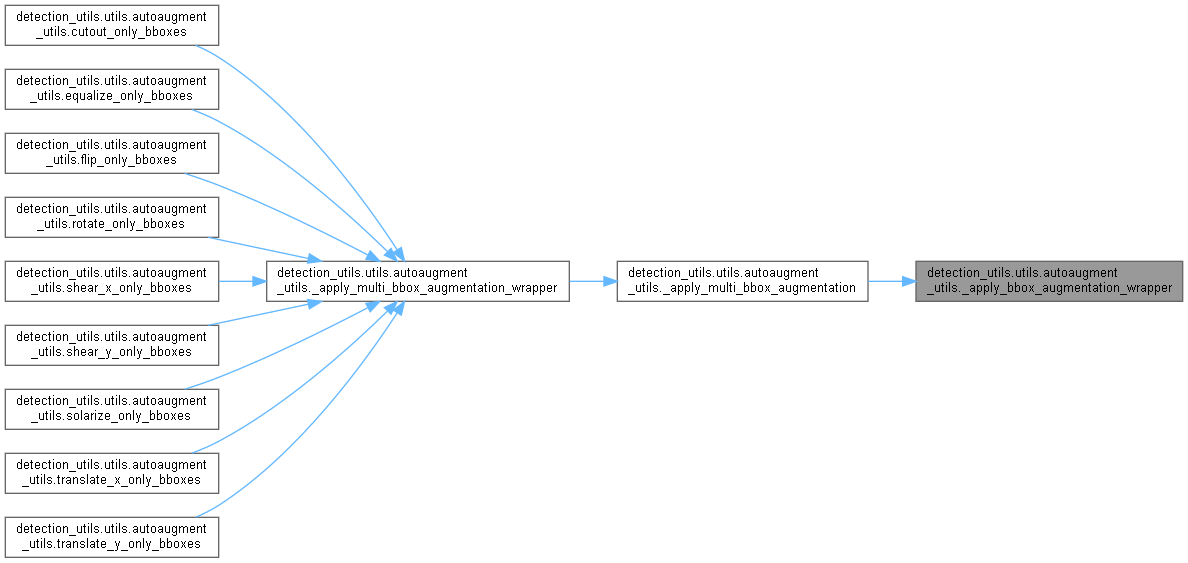 detection_utils.utils.autoaugment
_utils.cutout_only_bboxes
detection_utils.utils.autoaugment
_utils.equalize_only_bboxes
detection_utils.utils.autoaugment
_utils.flip_only_bboxes
detection_utils.utils.autoaugment
_utils.rotate_only_bboxes
detection_utils.utils.autoaugment
_utils.shear_x_only_bboxes
detection_utils.utils.autoaugment
_utils.shear_y_only_bboxes
detection_utils.utils.autoaugment
_utils.solarize_only_bboxes
detection_utils.utils.autoaugment
_utils.translate_x_only_bboxes
detection_utils.utils.autoaugment
_utils.translate_y_only_bboxes
detection_utils.utils.autoaugment
_utils._apply_multi_bbox_augmentation_wrapper
detection_utils.utils.autoaugment
_utils._apply_multi_bbox_augmentation
detection_utils.utils.autoaugment
_utils._apply_bbox_augmentation_wrapper